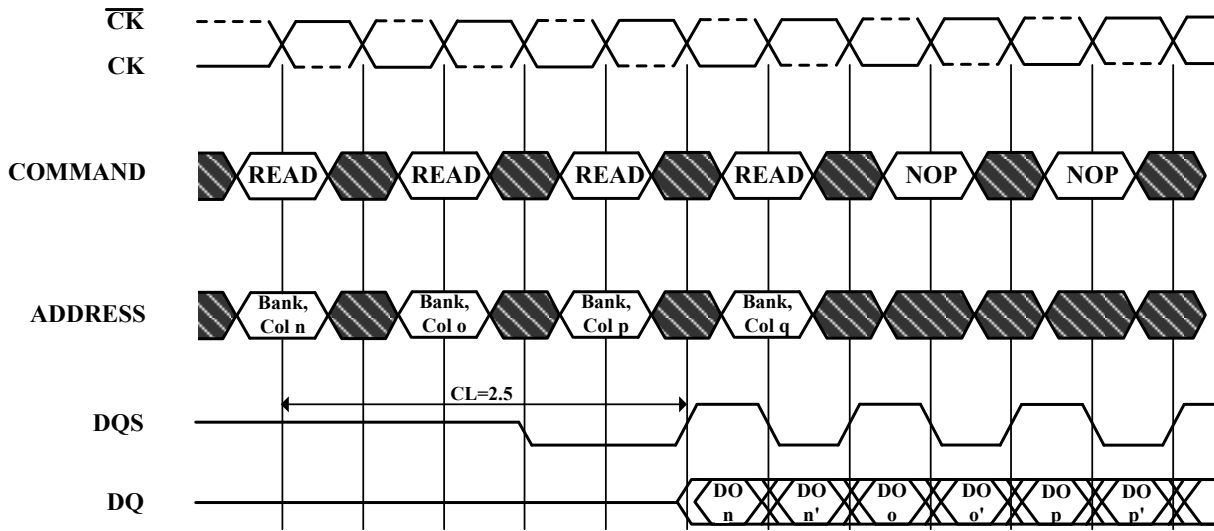 CK
CK
COMMAND
READ READ READ READ NOP NOP
ADDRESS
Bank, Bank, Bank, Bank,
Col n Col o Col p Col q
CL=2.5
DQS
DQ
DO DO DO DO DO DO
n n' o o' p p'